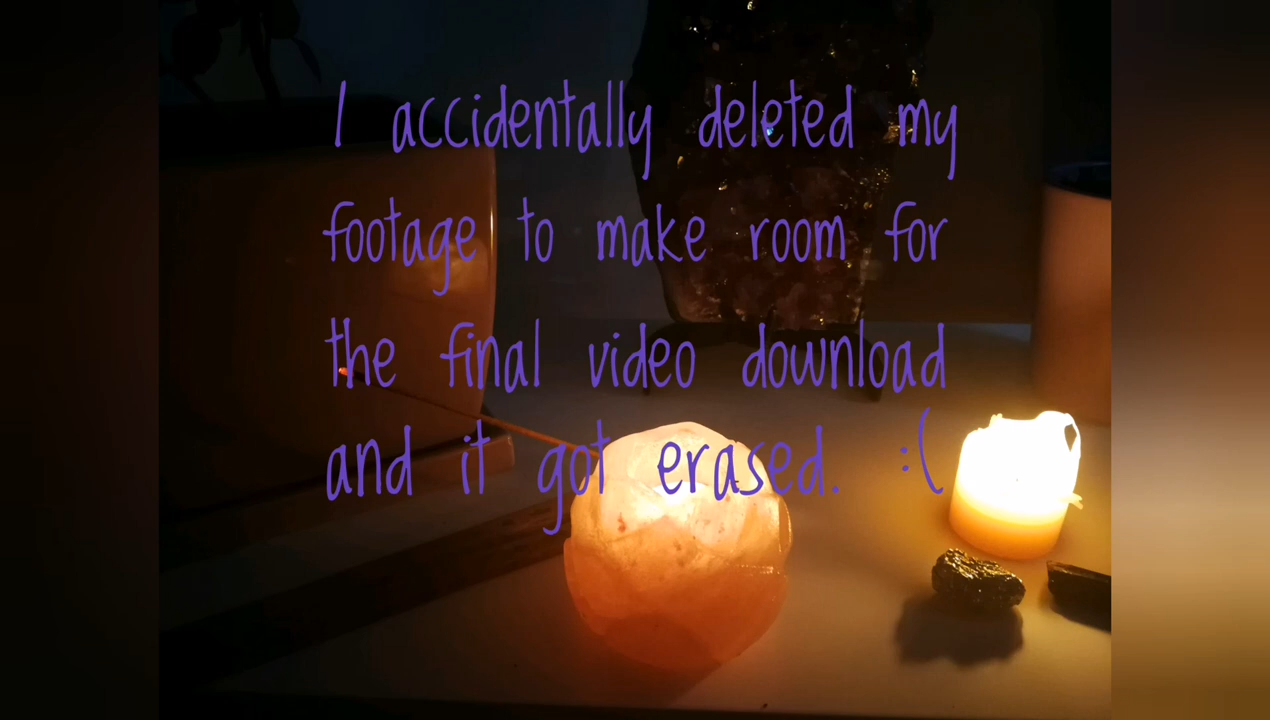 I accidentally deleted my
footage to make room for
the final video download
and it got erased. :(